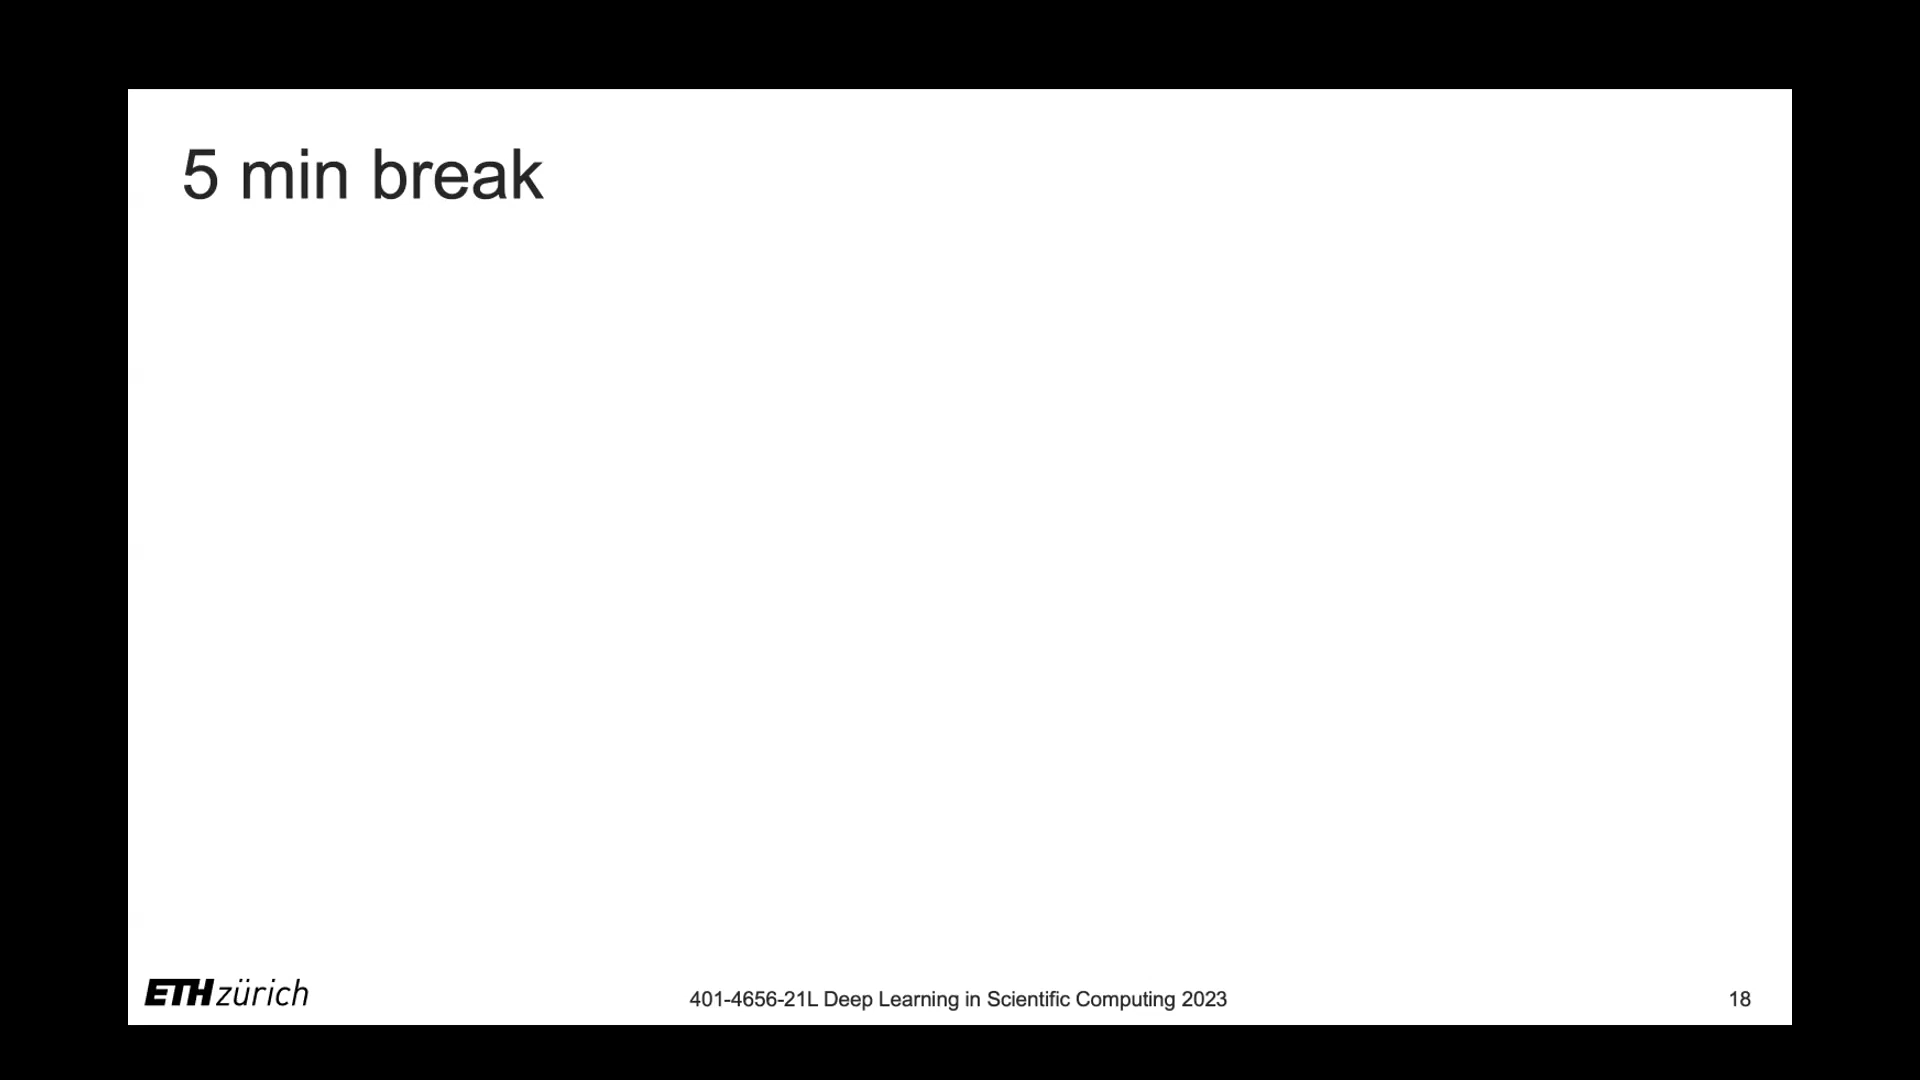 5 min break
ETH zürich
401-4656-21L Deep Learning in Scientific Computing 2023
18